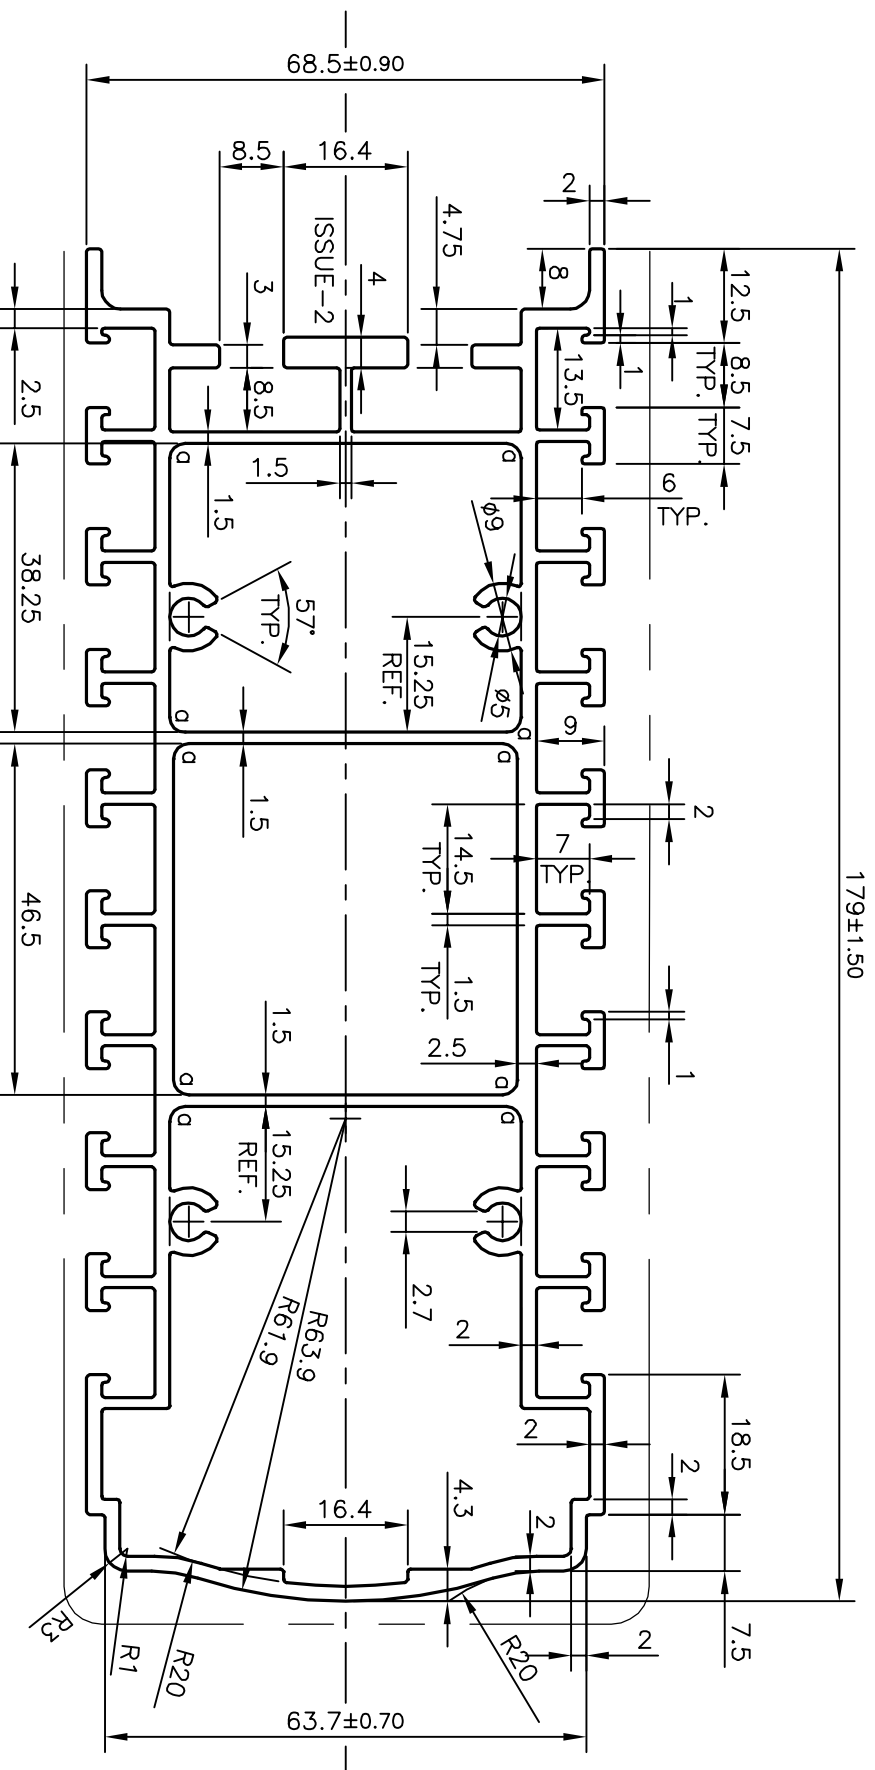 68.5±0.90
8.5
16.4
2
4.75
ISSUE-2
3
4
8
12.5
1
1
8.5
TYP.
7.5
TYP.
13.5
2.5
8.5
1.5
1.5
6
TYP.
a
a
ø9
57°
TYP.
38.25
15.25
REF.
ø5
a
a
9
a
a
1.5
2
14.5
TYP.
7
TYP.
179±1.50
46.5
1.5
TYP.
1
1.5
2.5
a
a
a
a
15.25
REF.
2.7
R63.9
R61.9
2
18.5
2
2
4.3
16.4
2
R3
R1
R20
R20
2
7.5
63.7±0.70